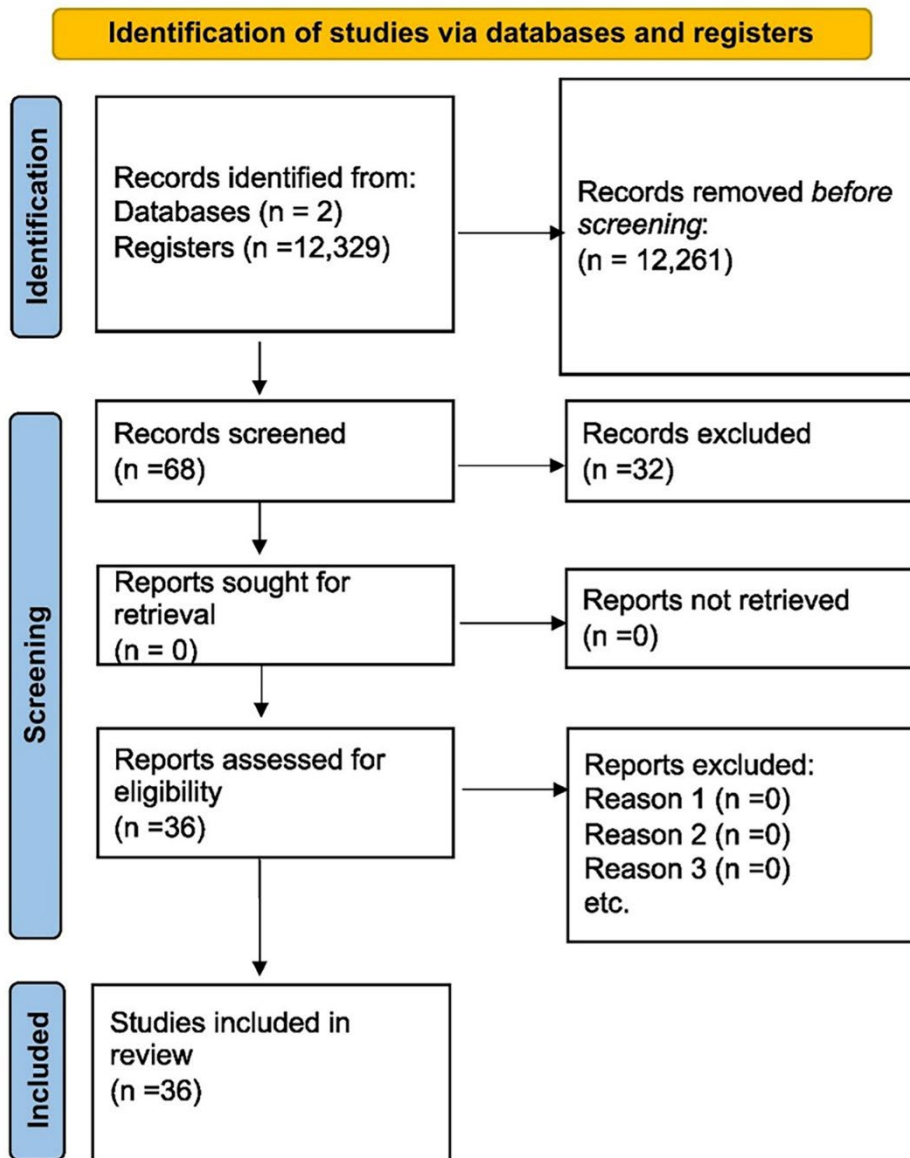 Identification of studies via databases and registers
Identification
Records identified from:
Databases (n = 2)
Registers (n =12,329)
Records removed before
screening:
(n = 12,261)
Screening
Records screened
(n =68)
Records excluded
(n =32)
Reports sought for
retrieval
(n = 0)
Reports not retrieved
(n =0)
Reports assessed for
eligibility
(n =36)
Reports excluded:
Reason 1 (n =0)
Reason 2 (n =0)
Reason 3 (n =0)
etc.
Included
Studies included in
review
(n =36)